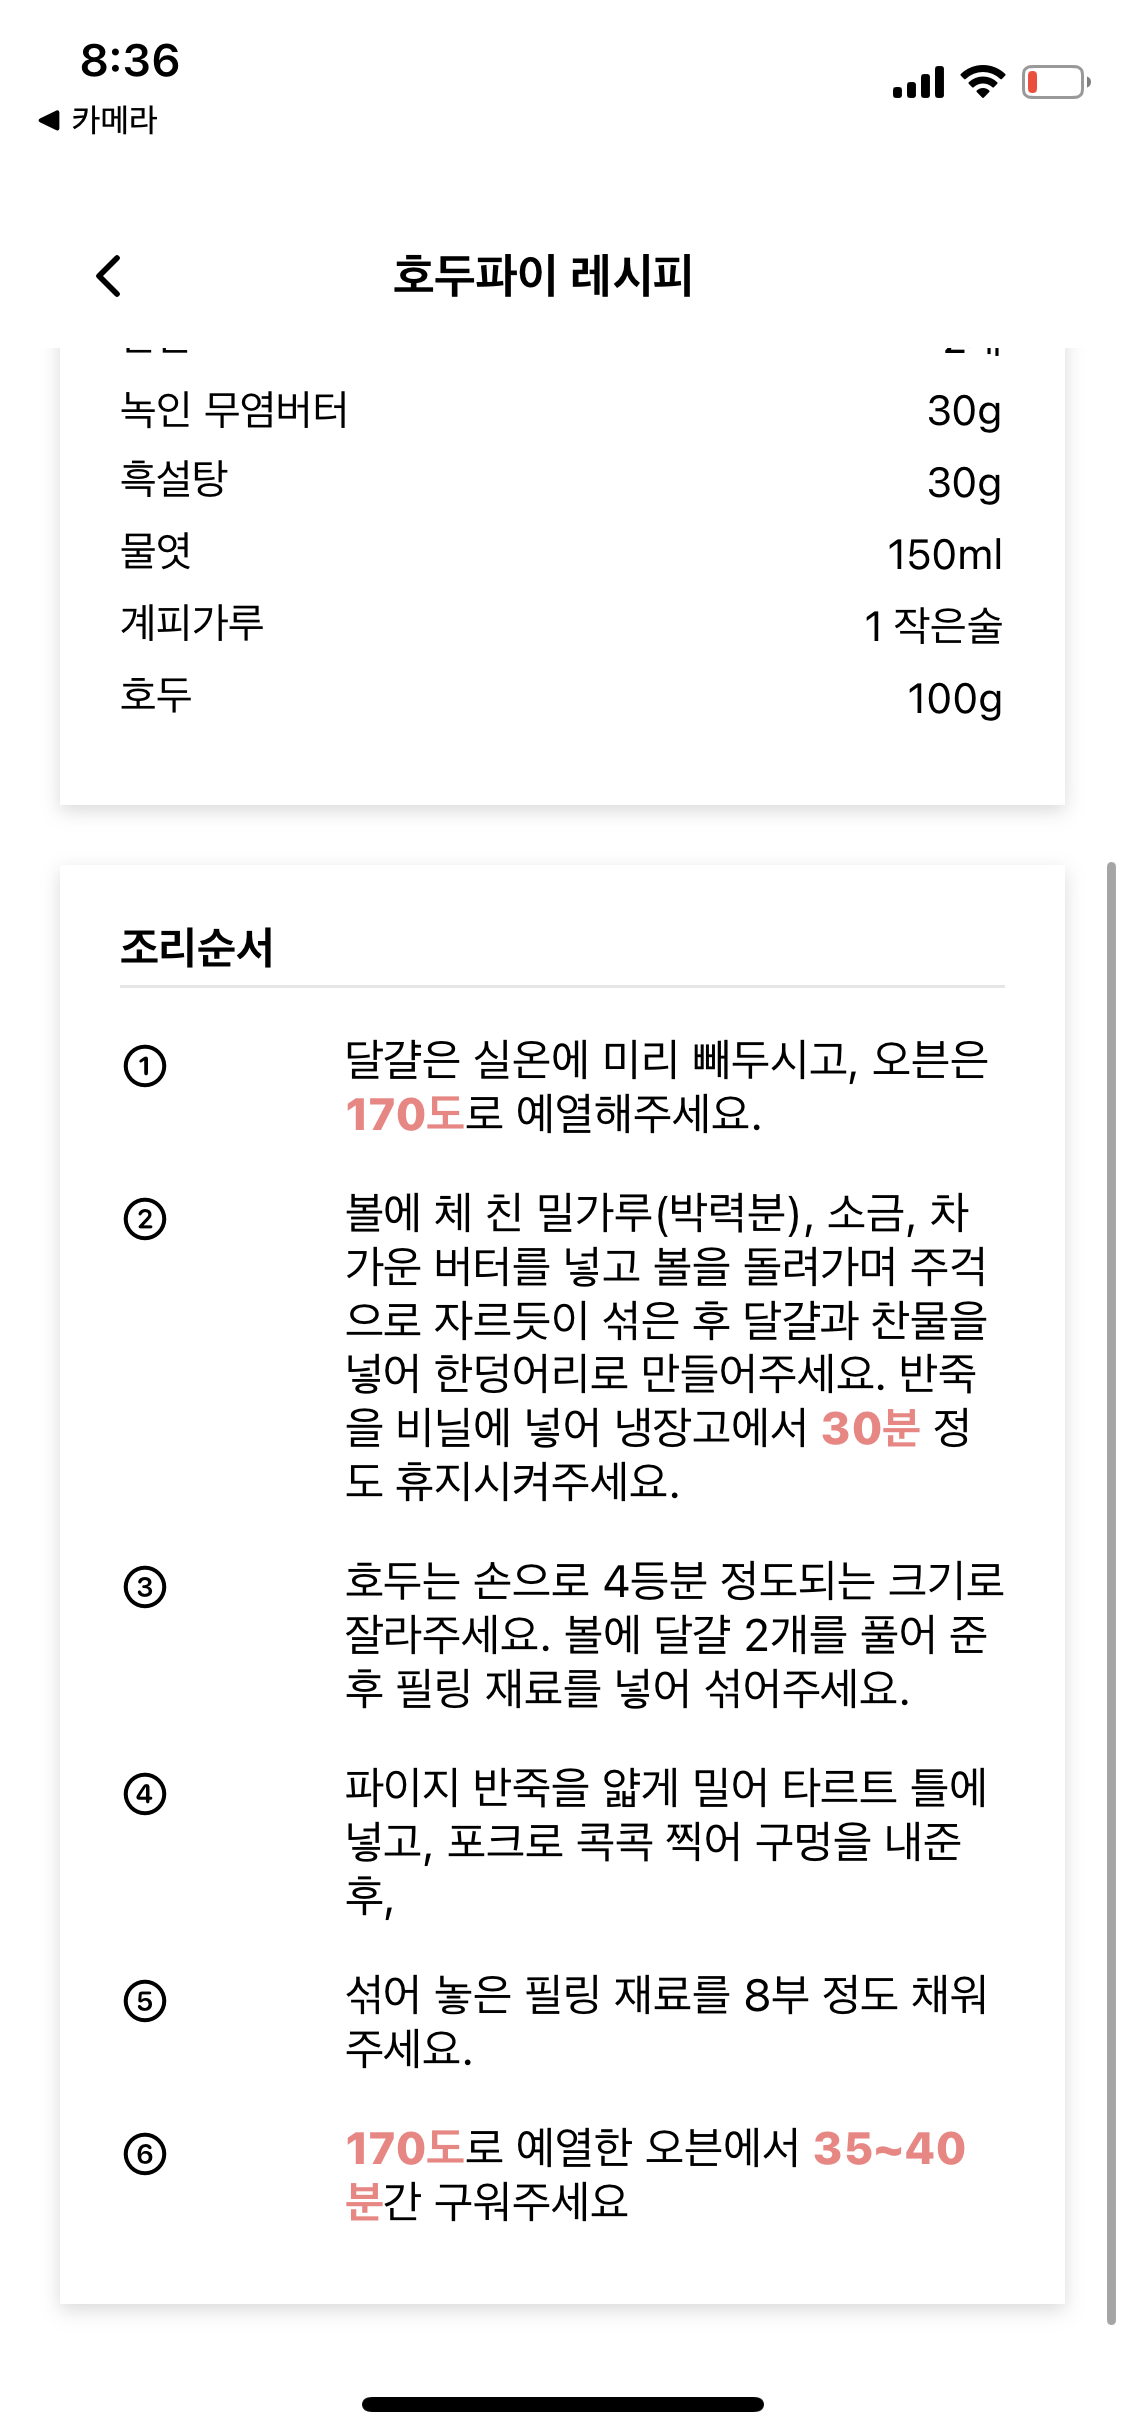 8:36
◀ 카메라
호두파이 레시피
녹인 무염버터 30g
흑설탕 30g
물엿 150ml
계피가루 1 작은술
호두 100g
조리순서
① 달걀은 실온에 미리 빼두시고, 오븐은
170도로 예열해주세요.
② 볼에 체 친 밀가루(박력분), 소금, 차
가운 버터를 넣고 볼을 돌려가며 주걱
으로 자르듯이 섞은 후 달걀과 찬물을
넣어 한덩어리로 만들어주세요. 반죽
을 비닐에 넣어 냉장고에서 30분 정
도 휴지시켜주세요.
③ 호두는 손으로 4등분 정도되는 크기로
잘라주세요. 볼에 달걀 2개를 풀어 준
후 필링 재료를 넣어 섞어주세요.
④ 파이지 반죽을 얇게 밀어 타르트 틀에
넣고, 포크로 콕콕 찍어 구멍을 내준
후,
⑤ 섞어 놓은 필링 재료를 8부 정도 채워
주세요.
⑥ 170도로 예열한 오븐에서 35~40
분간 구워주세요